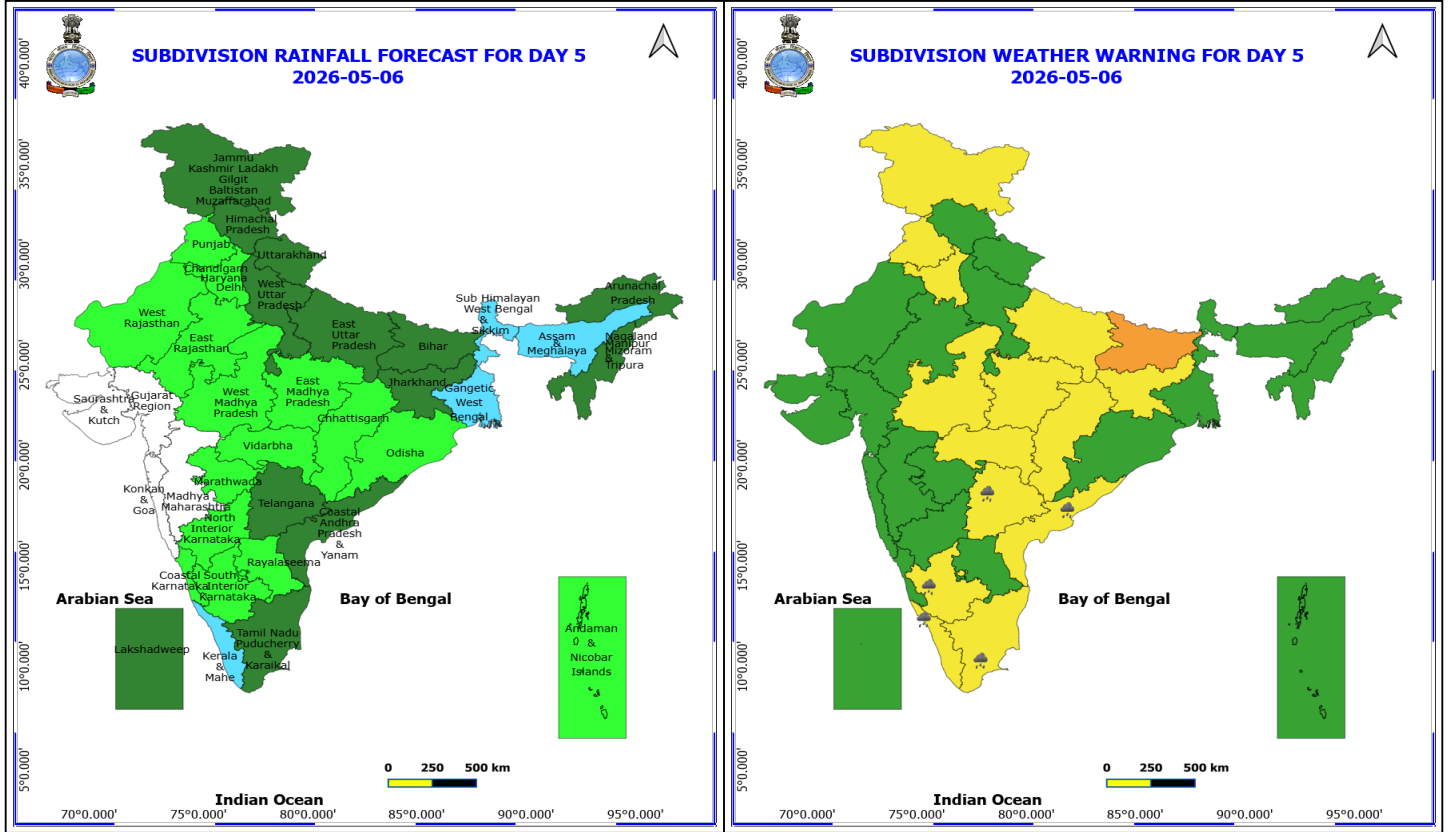 SUBDIVISION RAINFALL FORECAST FOR DAY 5
2026-05-06
40°0.000'
35°0.000'
30°0.000'
25°0.000'
20°0.000'
15°0.000'
10°0.000'
5°0.000'
Jammu
Kashmir Ladakh
Gilgit
Baltistan
Muzaffarabad
Himachal
Pradesh
Punjab
Uttarakhand
Chandigarh
Haryana
Delhi
West
Uttar
Pradesh
West
Rajasthan
East
Rajasthan
East
Uttar
Pradesh
Bihar
Sub Himalayan
West Bengal
&
Sikkim
Arunachal
Pradesh
Assam
&
Meghalaya
Nagaland
Manipur
Mizoram
&
Tripura
Jharkhand
Gangetic
West
Bengal
Saurashtra
&
Kutch
Gujarat
Region
West
Madhya
Pradesh
East
Madhya
Pradesh
Chhattisgarh
Vidarbha
Odisha
Konkan
&
Goa
Madhya
Maharashtra
Marathwada
Telangana
North
Interior
Karnataka
Coastal
Andhra
Pradesh
&
Yanam
Rayalaseema
Coastal
Karnataka
South
Interior
Karnataka
Arabian Sea
Bay of Bengal
Lakshadweep
Kerala
&
Mahe
Tamil Nadu
Puducherry
&
Karaikal
Andaman
&
Nicobar
Islands
0 250 500 km
Indian Ocean
70°0.000' 75°0.000' 80°0.000' 85°0.000' 90°0.000' 95°0.000'
SUBDIVISION WEATHER WARNING FOR DAY 5
2026-05-06
40°0.000'
35°0.000'
30°0.000'
25°0.000'
20°0.000'
15°0.000'
10°0.000'
5°0.000'
Arabian Sea
Bay of Bengal
0 250 500 km
Indian Ocean
70°0.000' 75°0.000' 80°0.000' 85°0.000' 90°0.000' 95°0.000'